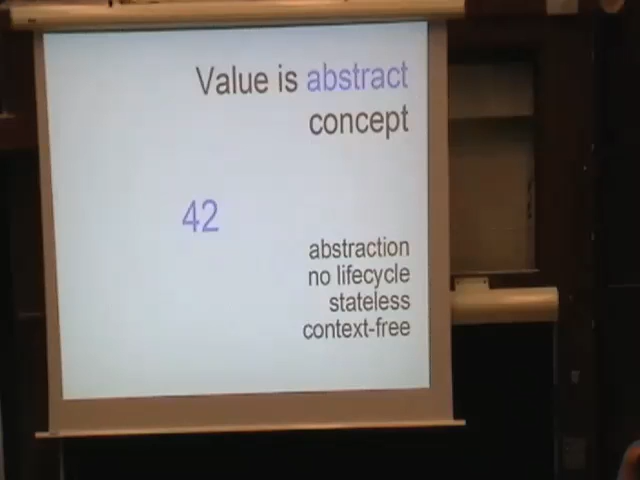 Value is abstract
concept
42
abstraction
no lifecycle
stateless
context-free